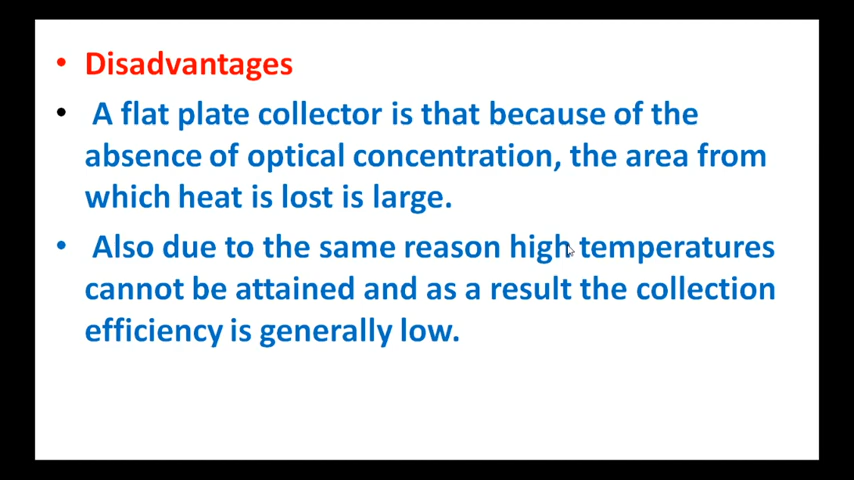 • Disadvantages
• A flat plate collector is that because of the
absence of optical concentration, the area from
which heat is lost is large.
• Also due to the same reason high temperatures
cannot be attained and as a result the collection
efficiency is generally low.